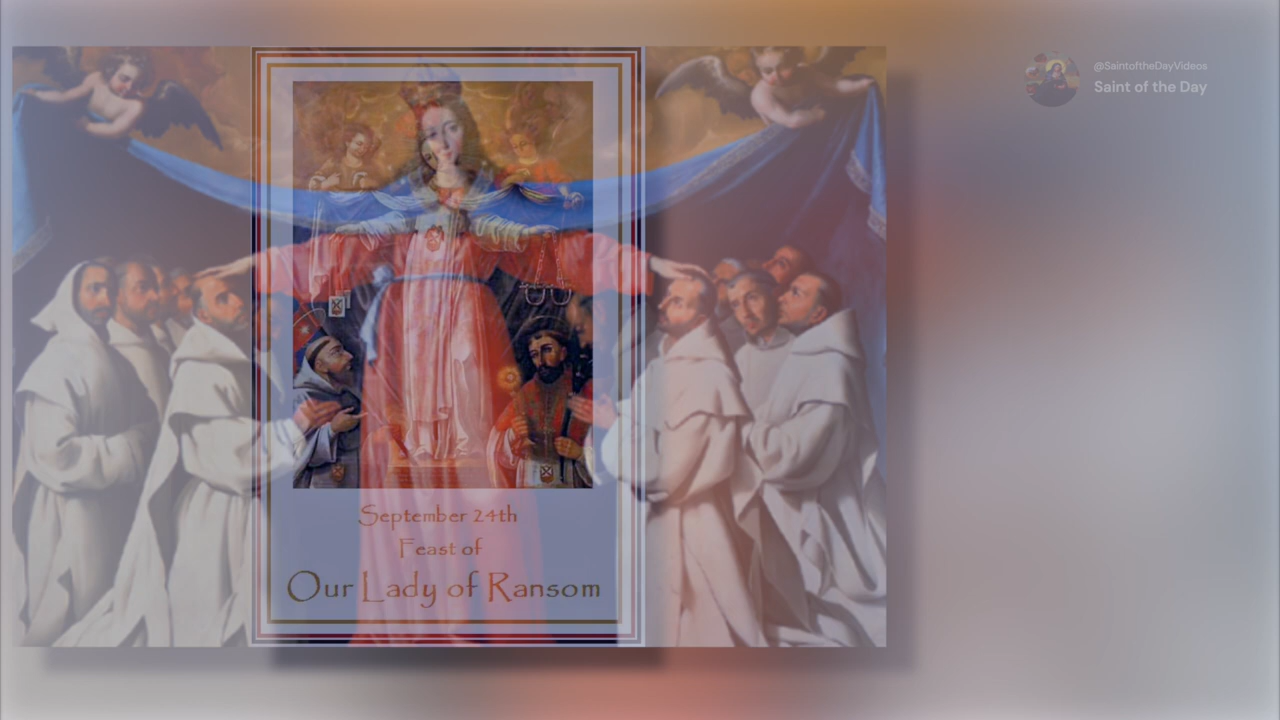 September 24th
Feast of
Our Lady of Ransom
@SaintoftheDayVideos
Saint of the Day